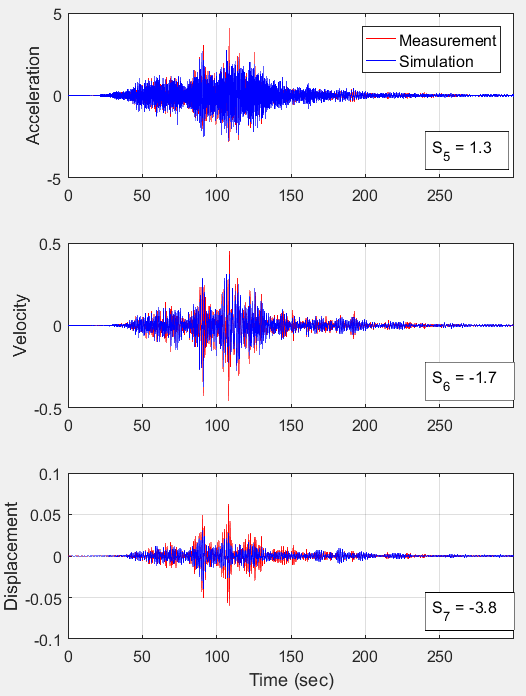 5
0
-5
Acceleration
Measurement
Simulation
S5 = 1.3
0 50 100 150 200 250
0.5
0
-0.5
Velocity
S6 = -1.7
0 50 100 150 200 250
0.1
0.05
0
-0.05
-0.1
Displacement
S7 = -3.8
0 50 100 150 200 250
Time (sec)